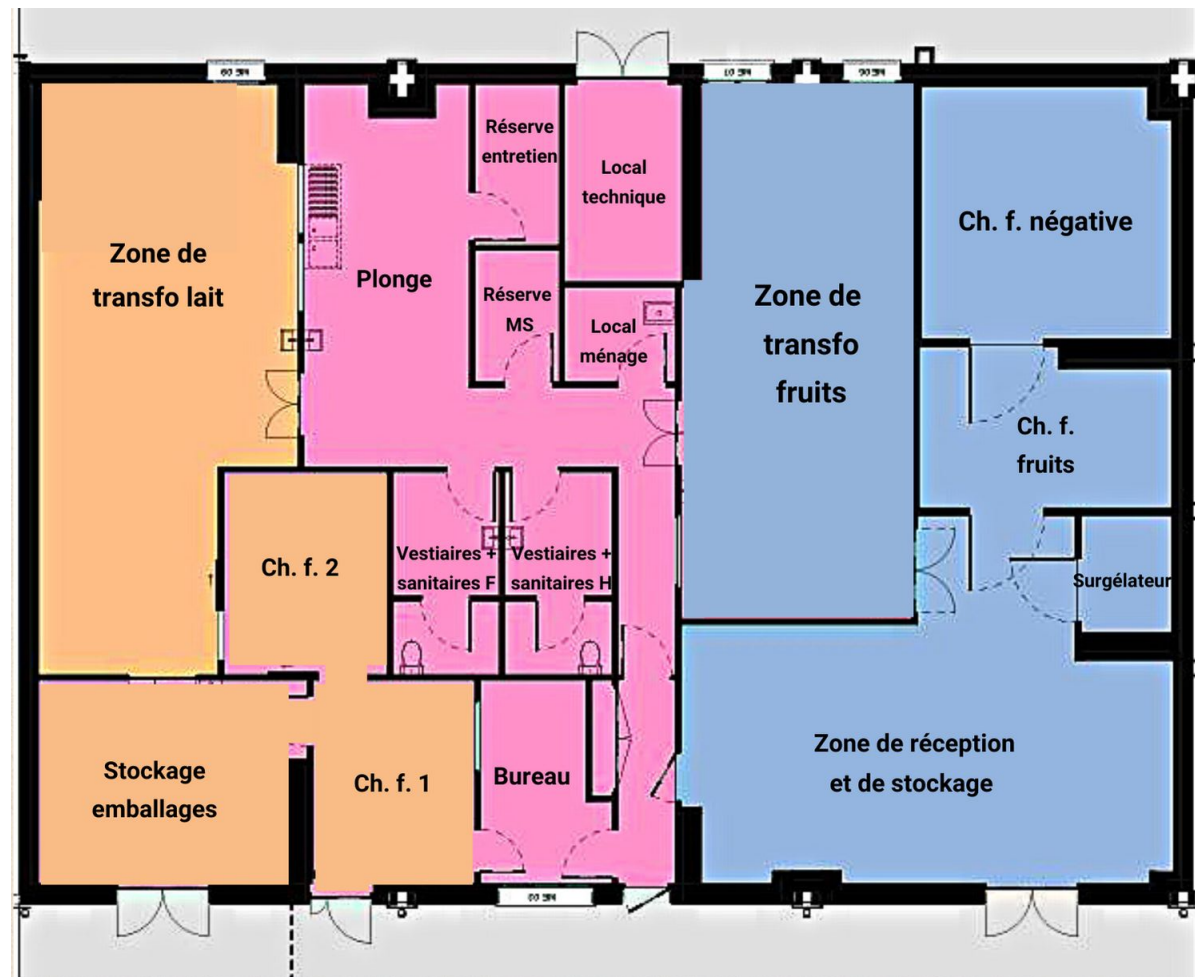 Réserve
entretien
Local
technique
Ch. f. négative
Zone de
transfo lait
Plonge
Réserve
MS
Local
ménage
Zone de
transfo
fruits
Ch. f.
fruits
Ch. f. 2
Vestiaires +
sanitaires F
Vestiaires +
sanitaires H
Surgélateur
Stockage
emballages
Ch. f. 1
Bureau
Zone de réception
et de stockage